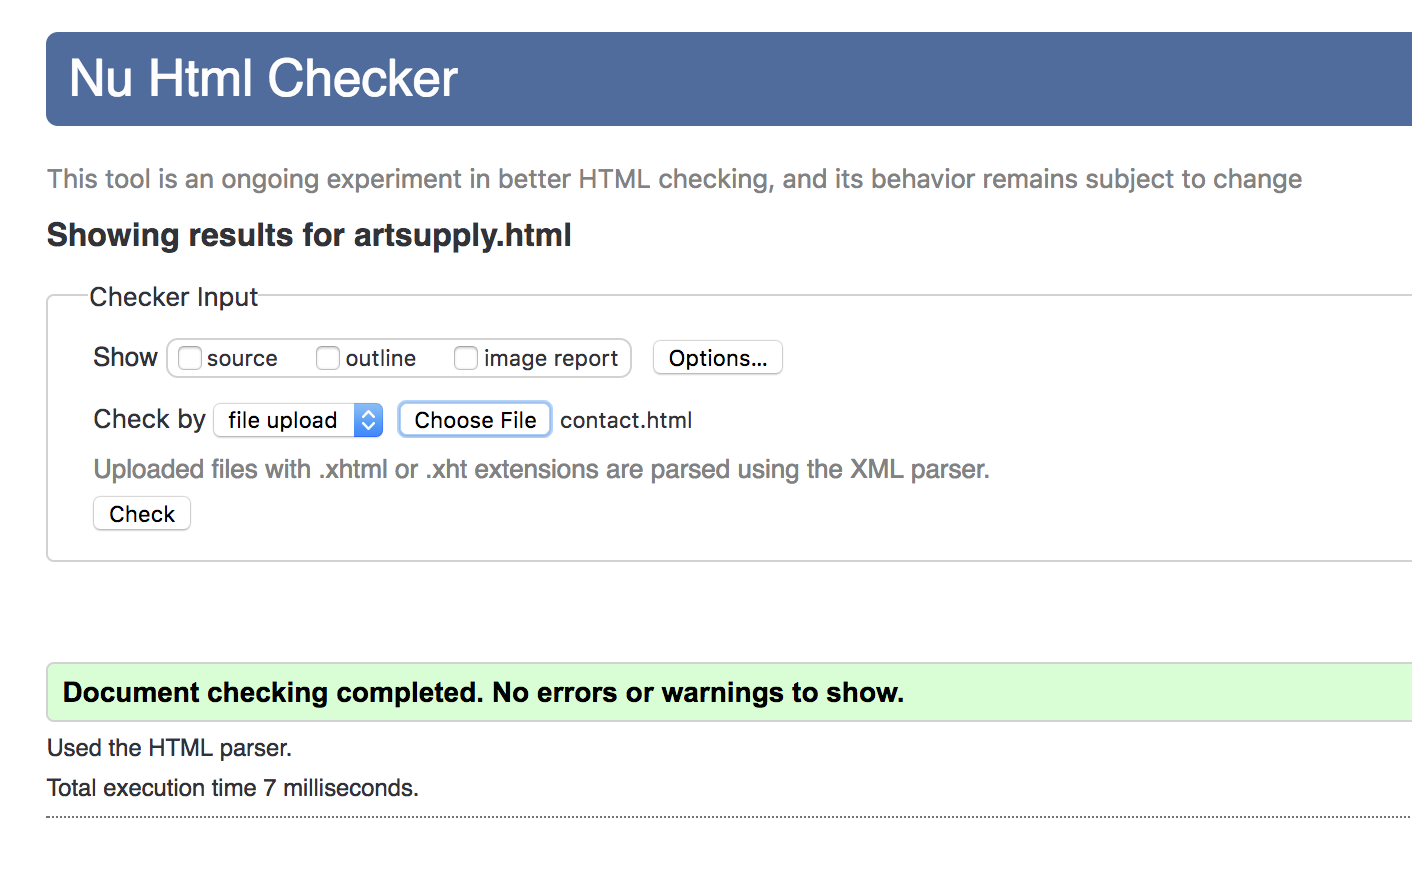 Nu Html Checker
This tool is an ongoing experiment in better HTML checking, and its behavior remains subject to change
Showing results for artsupply.html
Checker Input
Show source outline image report Options...
Check by file upload Choose File contact.html
Uploaded files with .xhtml or .xht extensions are parsed using the XML parser.
Check
Document checking completed. No errors or warnings to show.
Used the HTML parser.
Total execution time 7 milliseconds.